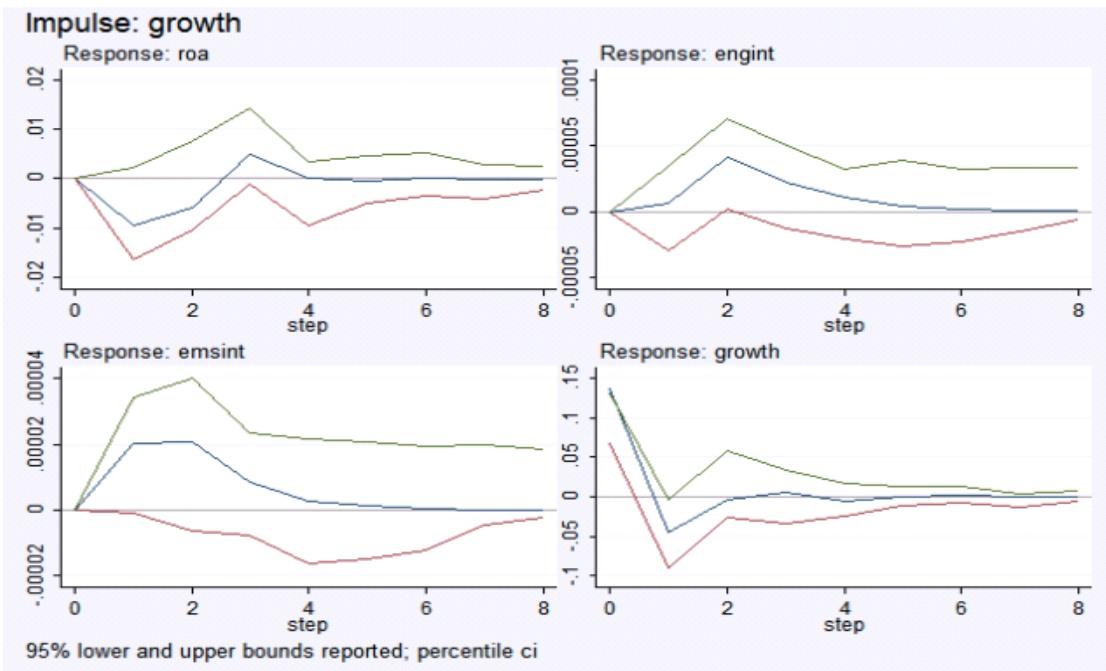 Impulse: growth
Response: roa
.02
.01
0
-.01
-.02
0 2 4 6 8
step
Response: engint
.0001
.00005
0
-.00005
0 2 4 6 8
step
Response: emsint
.00004
.00002
0
-.00002
0 2 4 6 8
step
Response: growth
.15
.1
.05
0
-.05
-.1
0 2 4 6 8
step
95% lower and upper bounds reported; percentile ci